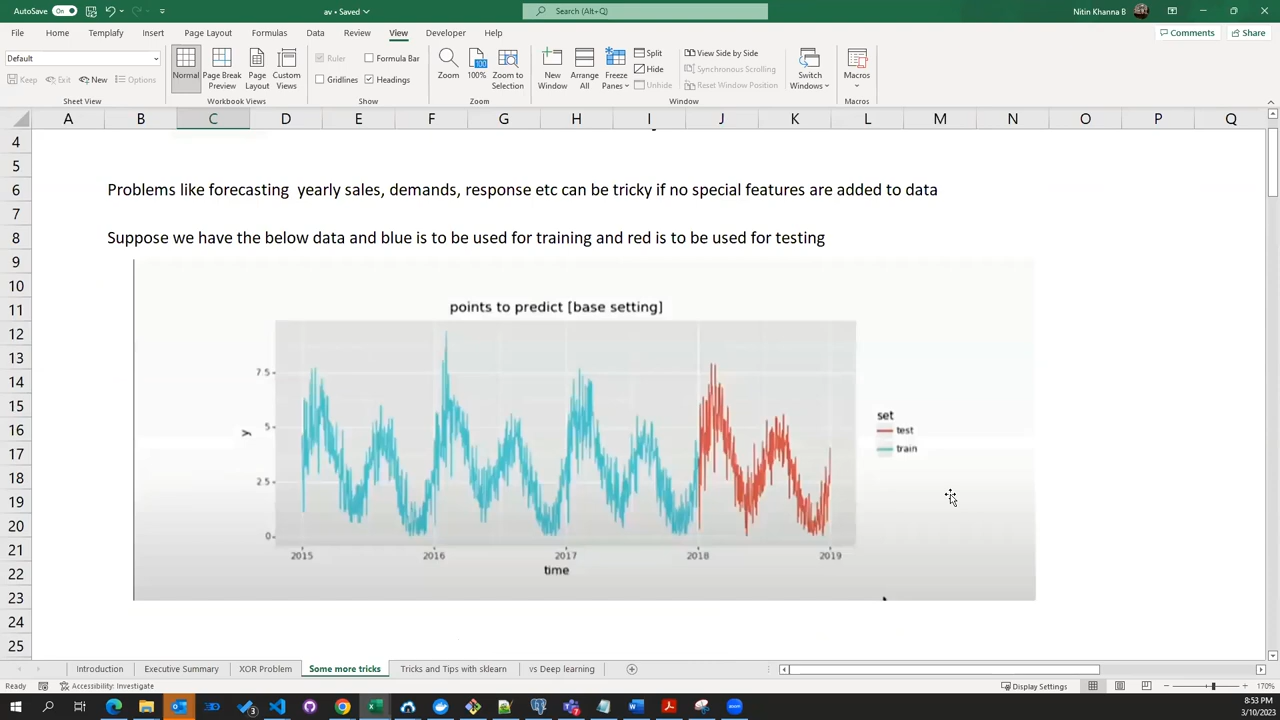 AutoSave On
av • Saved
Search (Alt+Q)
Nitin Khanna B
File Home Templafy Insert Draw Page Layout Formulas Data Review View Developer Help
Comments Share
Default
Keep Exit New Options
Sheet View
Normal Page Break Preview Page Layout Custom Views
Workbook Views
Ruler Formula Bar
Gridlines Headings
Show
Zoom 100% Zoom to Selection
Zoom
New Window Arrange All Freeze Panes
Split
Hide
Unhide
View Side by Side
Synchronous Scrolling
Reset Window Position
Switch Windows
Window
Macros
Macros
A B C D E F G H I J K L M N O P Q
4
5
6 Problems like forecasting yearly sales, demands, response etc can be tricky if no special features are added to data
7
8 Suppose we have the below data and blue is to be used for training and red is to be used for testing
9
10
11 points to predict [base setting]
12
13
14
15
16
17
18
19
20
21
22
23
24
25
7.5
5
2.5
0
y
2015 2016 2017 2018 2019
time
set
test
train
Introduction Executive Summary XOR Problem Some more tricks Tricks and Tips with sklearn vs Deep learning
Ready Accessibility: Investigate Display Settings 170%
8:53 PM
3/10/2023